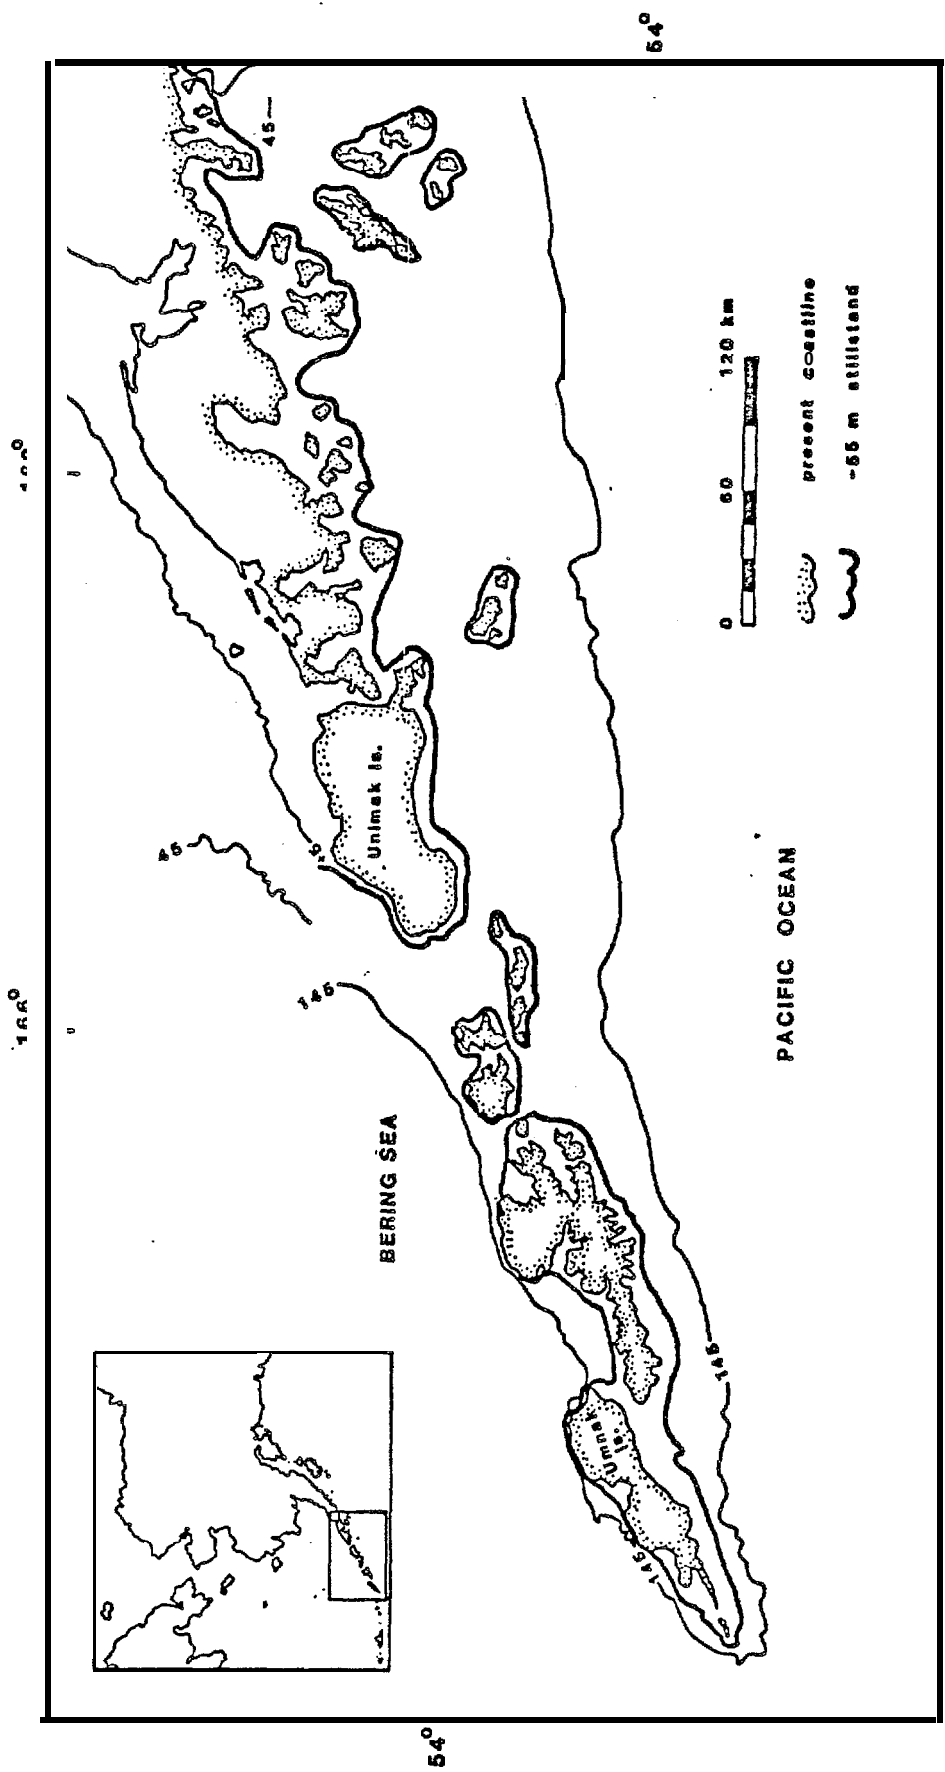 54°
166°
45
45
145
BERING SEA
Unimak Is.
Umnak
Is.
145
145
PACIFIC OCEAN
0 60 120 km
present coastline
-55 m stillstand
54°